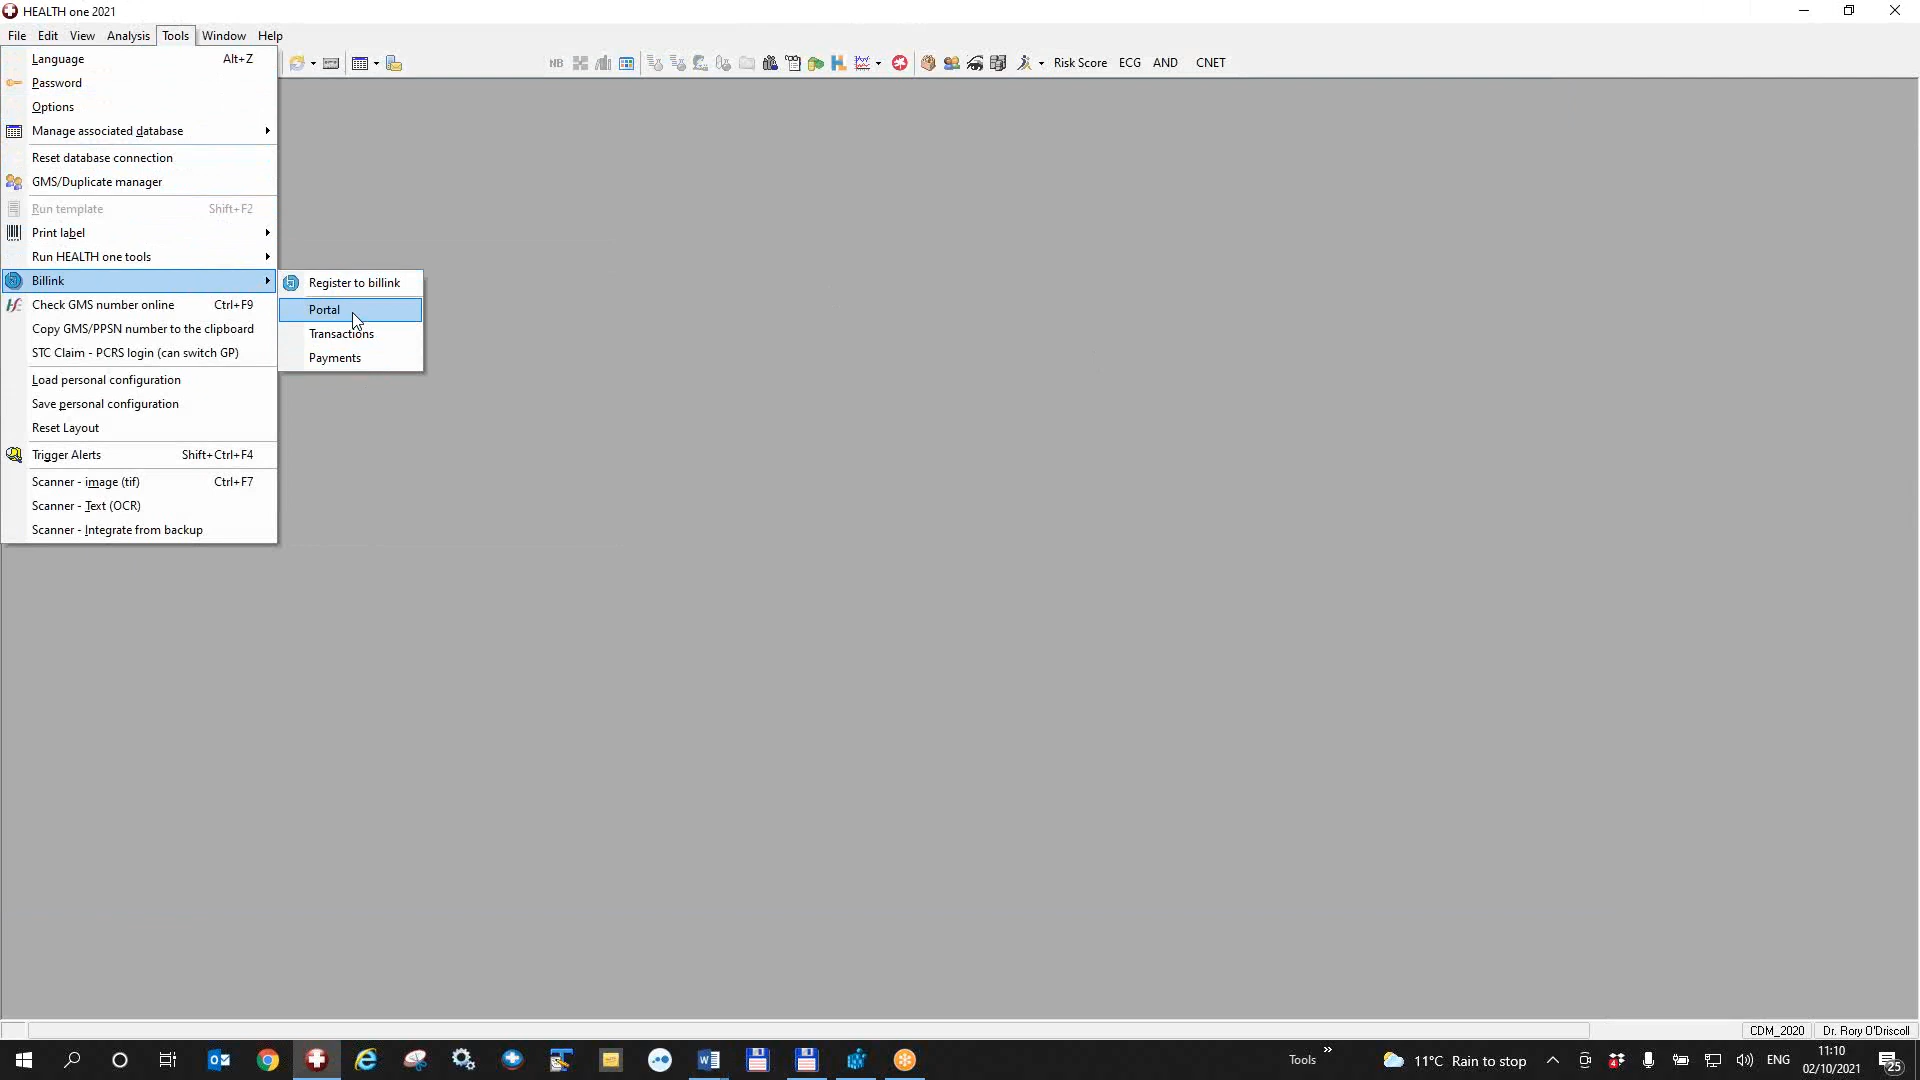 HEALTH one 2021
File Edit View Analysis Tools Window Help
NB Risk Score ECG AND CNET
Language Alt+Z
Password
Options
Manage associated database
Reset database connection
GMS/Duplicate manager
Run template Shift+F2
Print label
Run HEALTH one tools
Billink
Check GMS number online Ctrl+F9
Copy GMS/PPSN number to the clipboard
STC Claim - PCRS login (can switch GP)
Load personal configuration
Save personal configuration
Reset Layout
Trigger Alerts Shift+Ctrl+F4
Scanner - image (tif) Ctrl+F7
Scanner - Text (OCR)
Scanner - Integrate from backup
Register to billink
Portal
Transactions
Payments
CDM_2020 Dr. Rory O'Driscoll
Tools 11°C Rain to stop ENG 11:10
02/10/2021 25